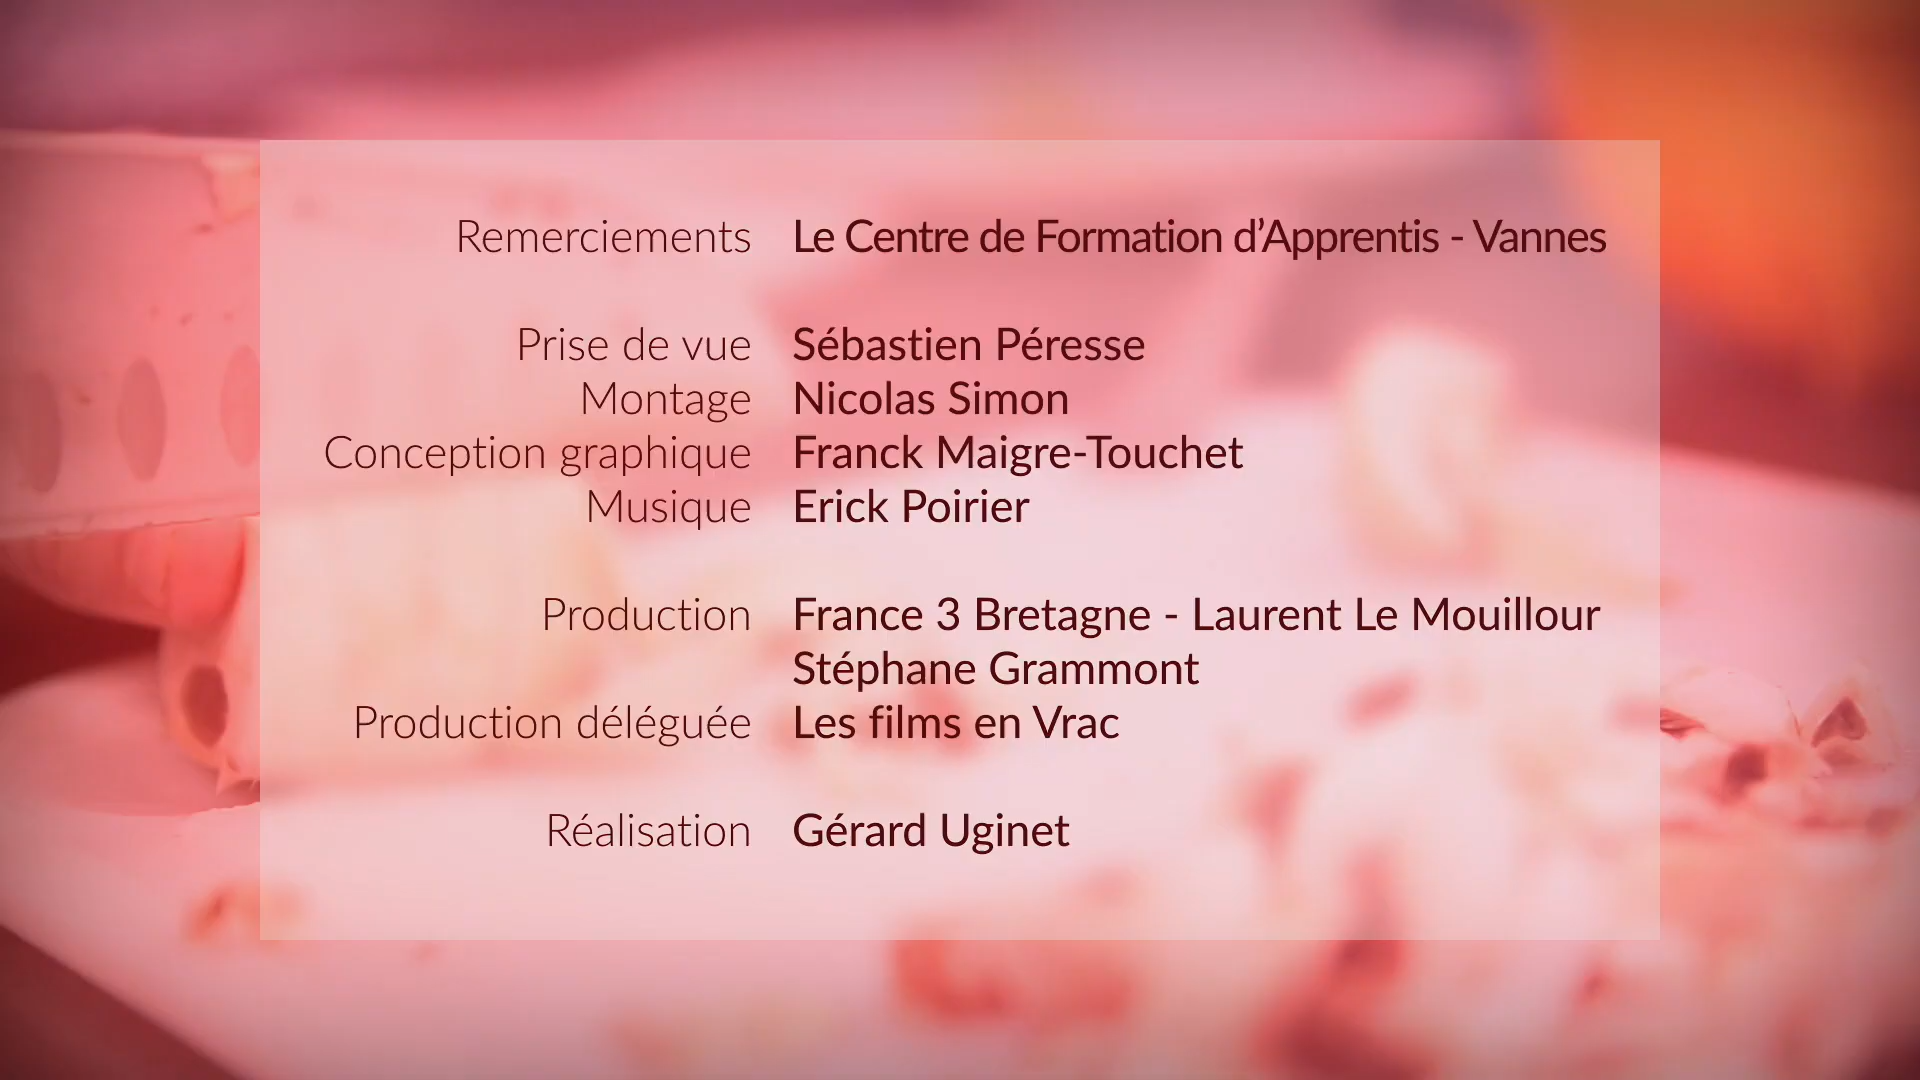 Remerciements Le Centre de Formation d’Apprentis - Vannes
Prise de vue Sébastien Péresse
Montage Nicolas Simon
Conception graphique Franck Maigre-Touchet
Musique Erick Poirier
Production France 3 Bretagne - Laurent Le Mouillour
Stéphane Grammont
Production déléguée Les films en Vrac
Réalisation Gérard Uginet